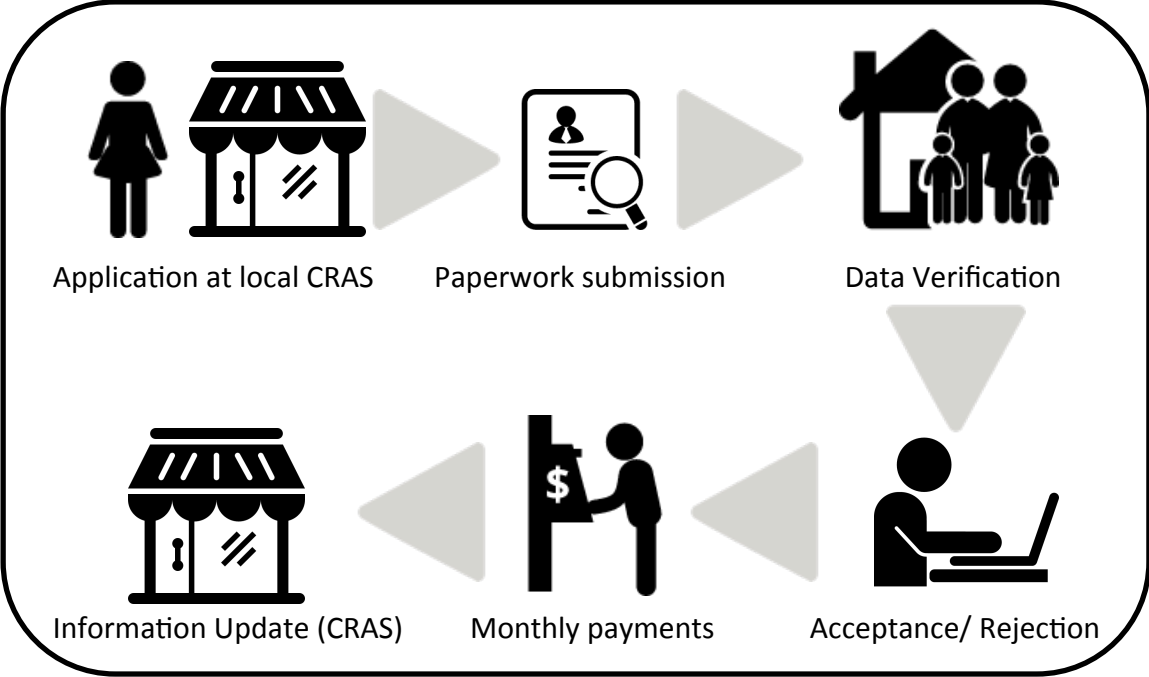 Application at local CRAS
Paperwork submission
Data Verification
$
Acceptance/ Rejection
Monthly payments
Information Update (CRAS)